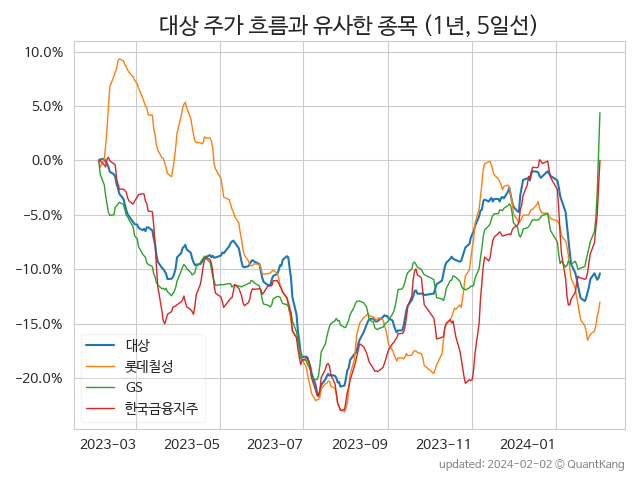 대상 주가 흐름과 유사한 종목 (1년, 5일선)
10.0%
5.0%
0.0%
−5.0%
−10.0%
−15.0%
−20.0%
대상
롯데칠성
GS
한국금융지주
2023-03 2023-05 2023-07 2023-09 2023-11 2024-01
updated: 2024-02-02 © QuantKang